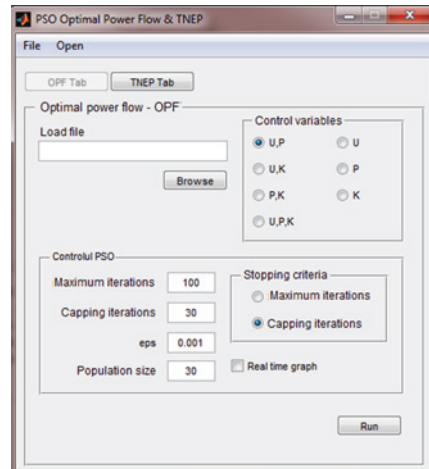 PSO Optimal Power Flow & TNEP
File Open
OPF Tab TNEP Tab
Optimal power flow - OPF
Load file
Browse
Control variables
U,P U
U,K P
P,K K
U,P,K
Controlul PSO
Maximum iterations 100
Capping iterations 30
eps 0.001
Population size 30
Stopping criteria
Maximum iterations
Capping iterations
Real time graph
Run